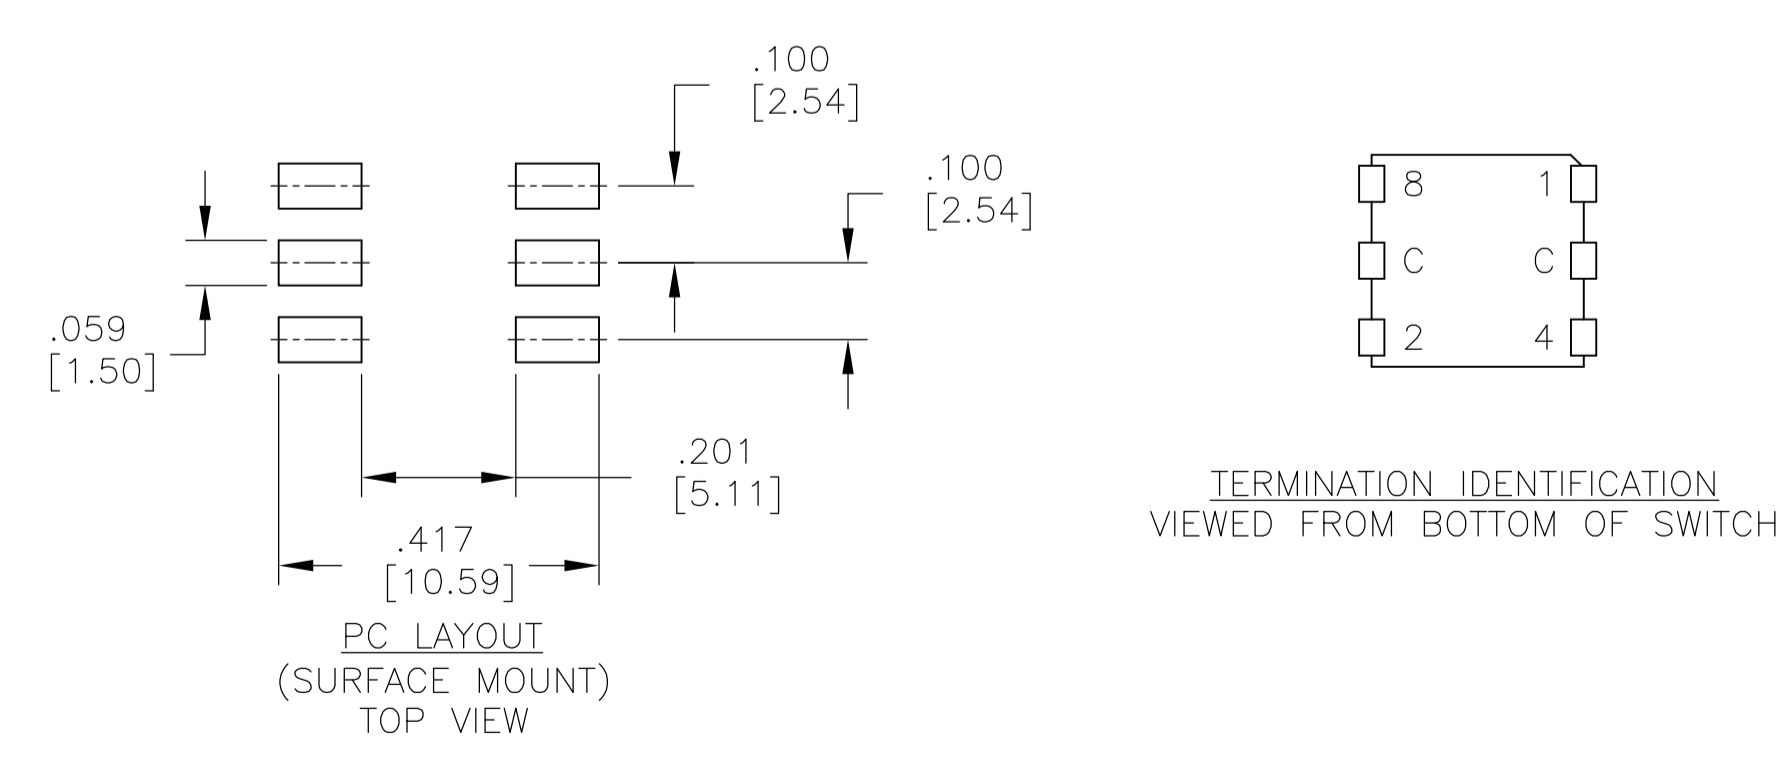 .100
[2.54]
.100
[2.54]
8 1
C C
2 4
.059
[1.50]
.201
[5.11]
.417
[10.59]
TERMINATION IDENTIFICATION
VIEWED FROM BOTTOM OF SWITCH
PC LAYOUT
(SURFACE MOUNT)
TOP VIEW